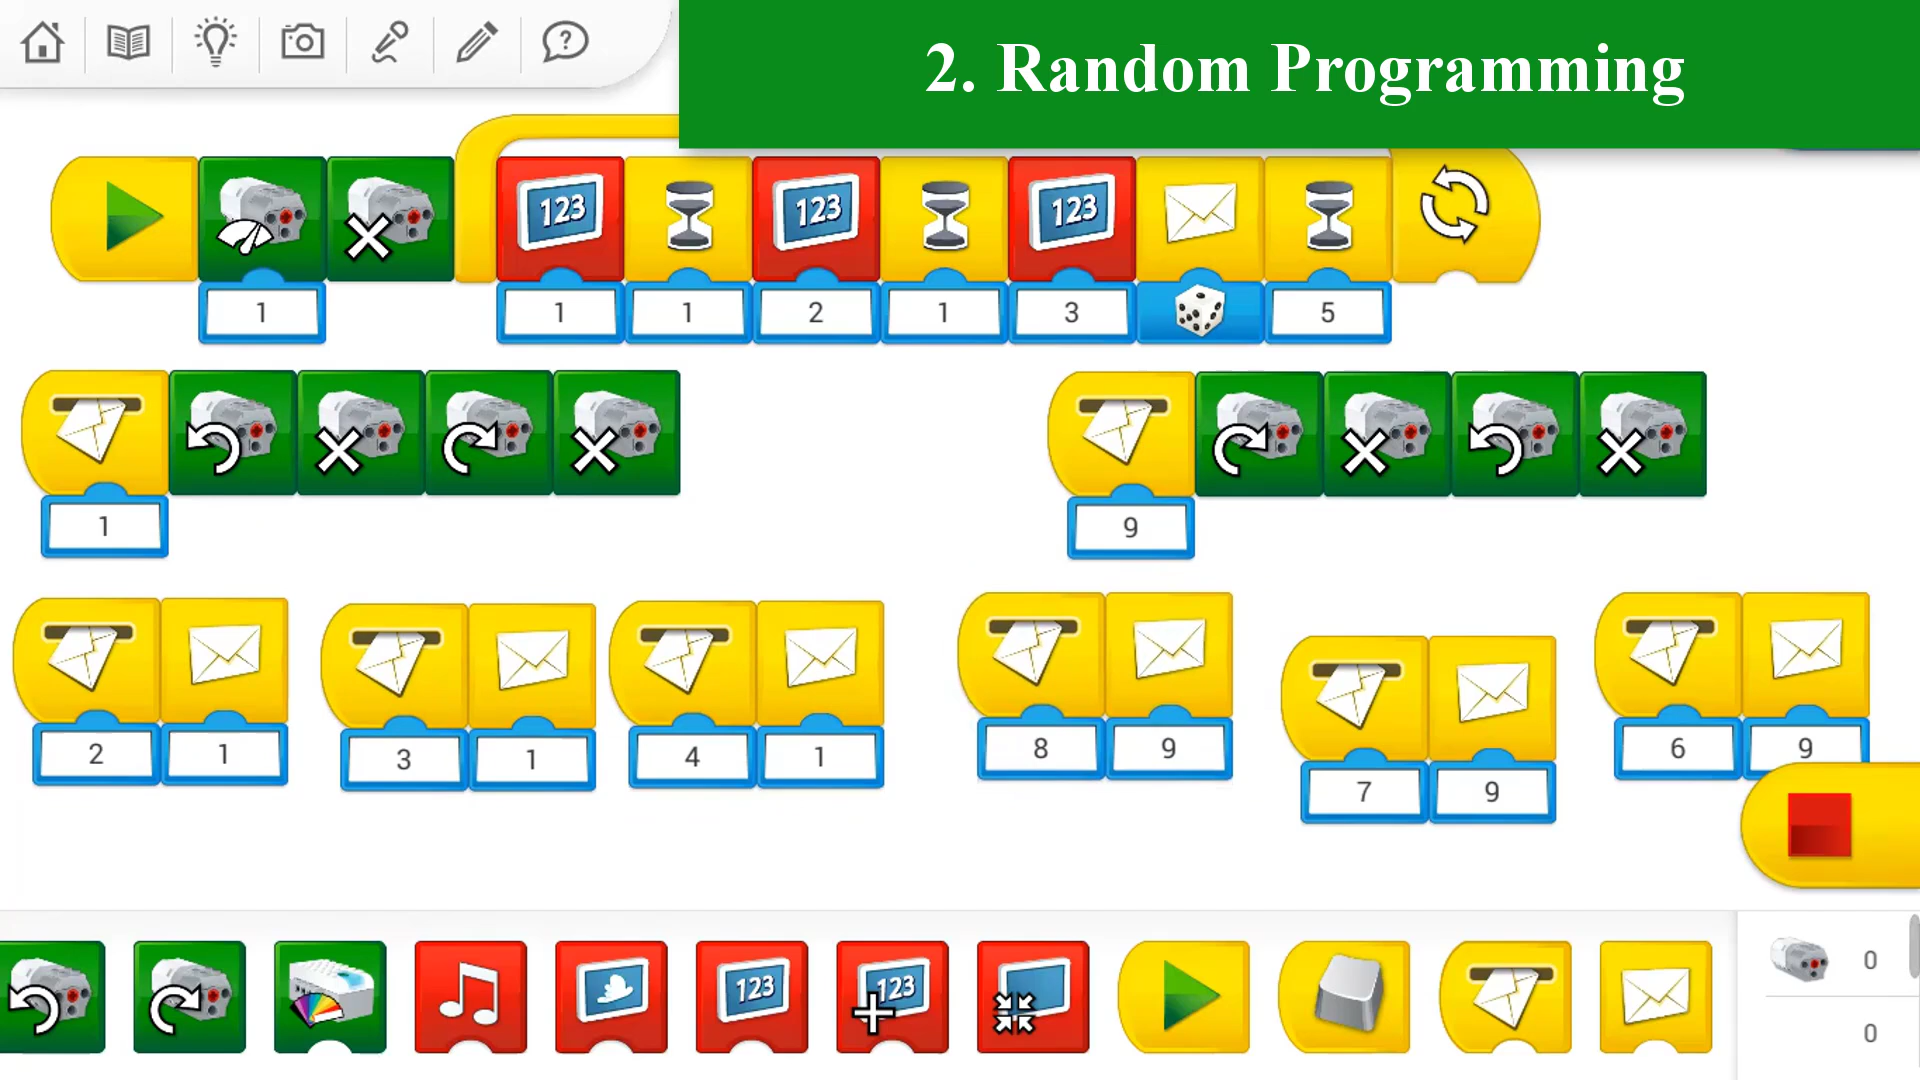 ?
2. Random Programming
123 123 123
1 1 1 2 1 3 5
1 9
2 1 3 1 4 1 8 9 7 9 6 9
123 123 0
0